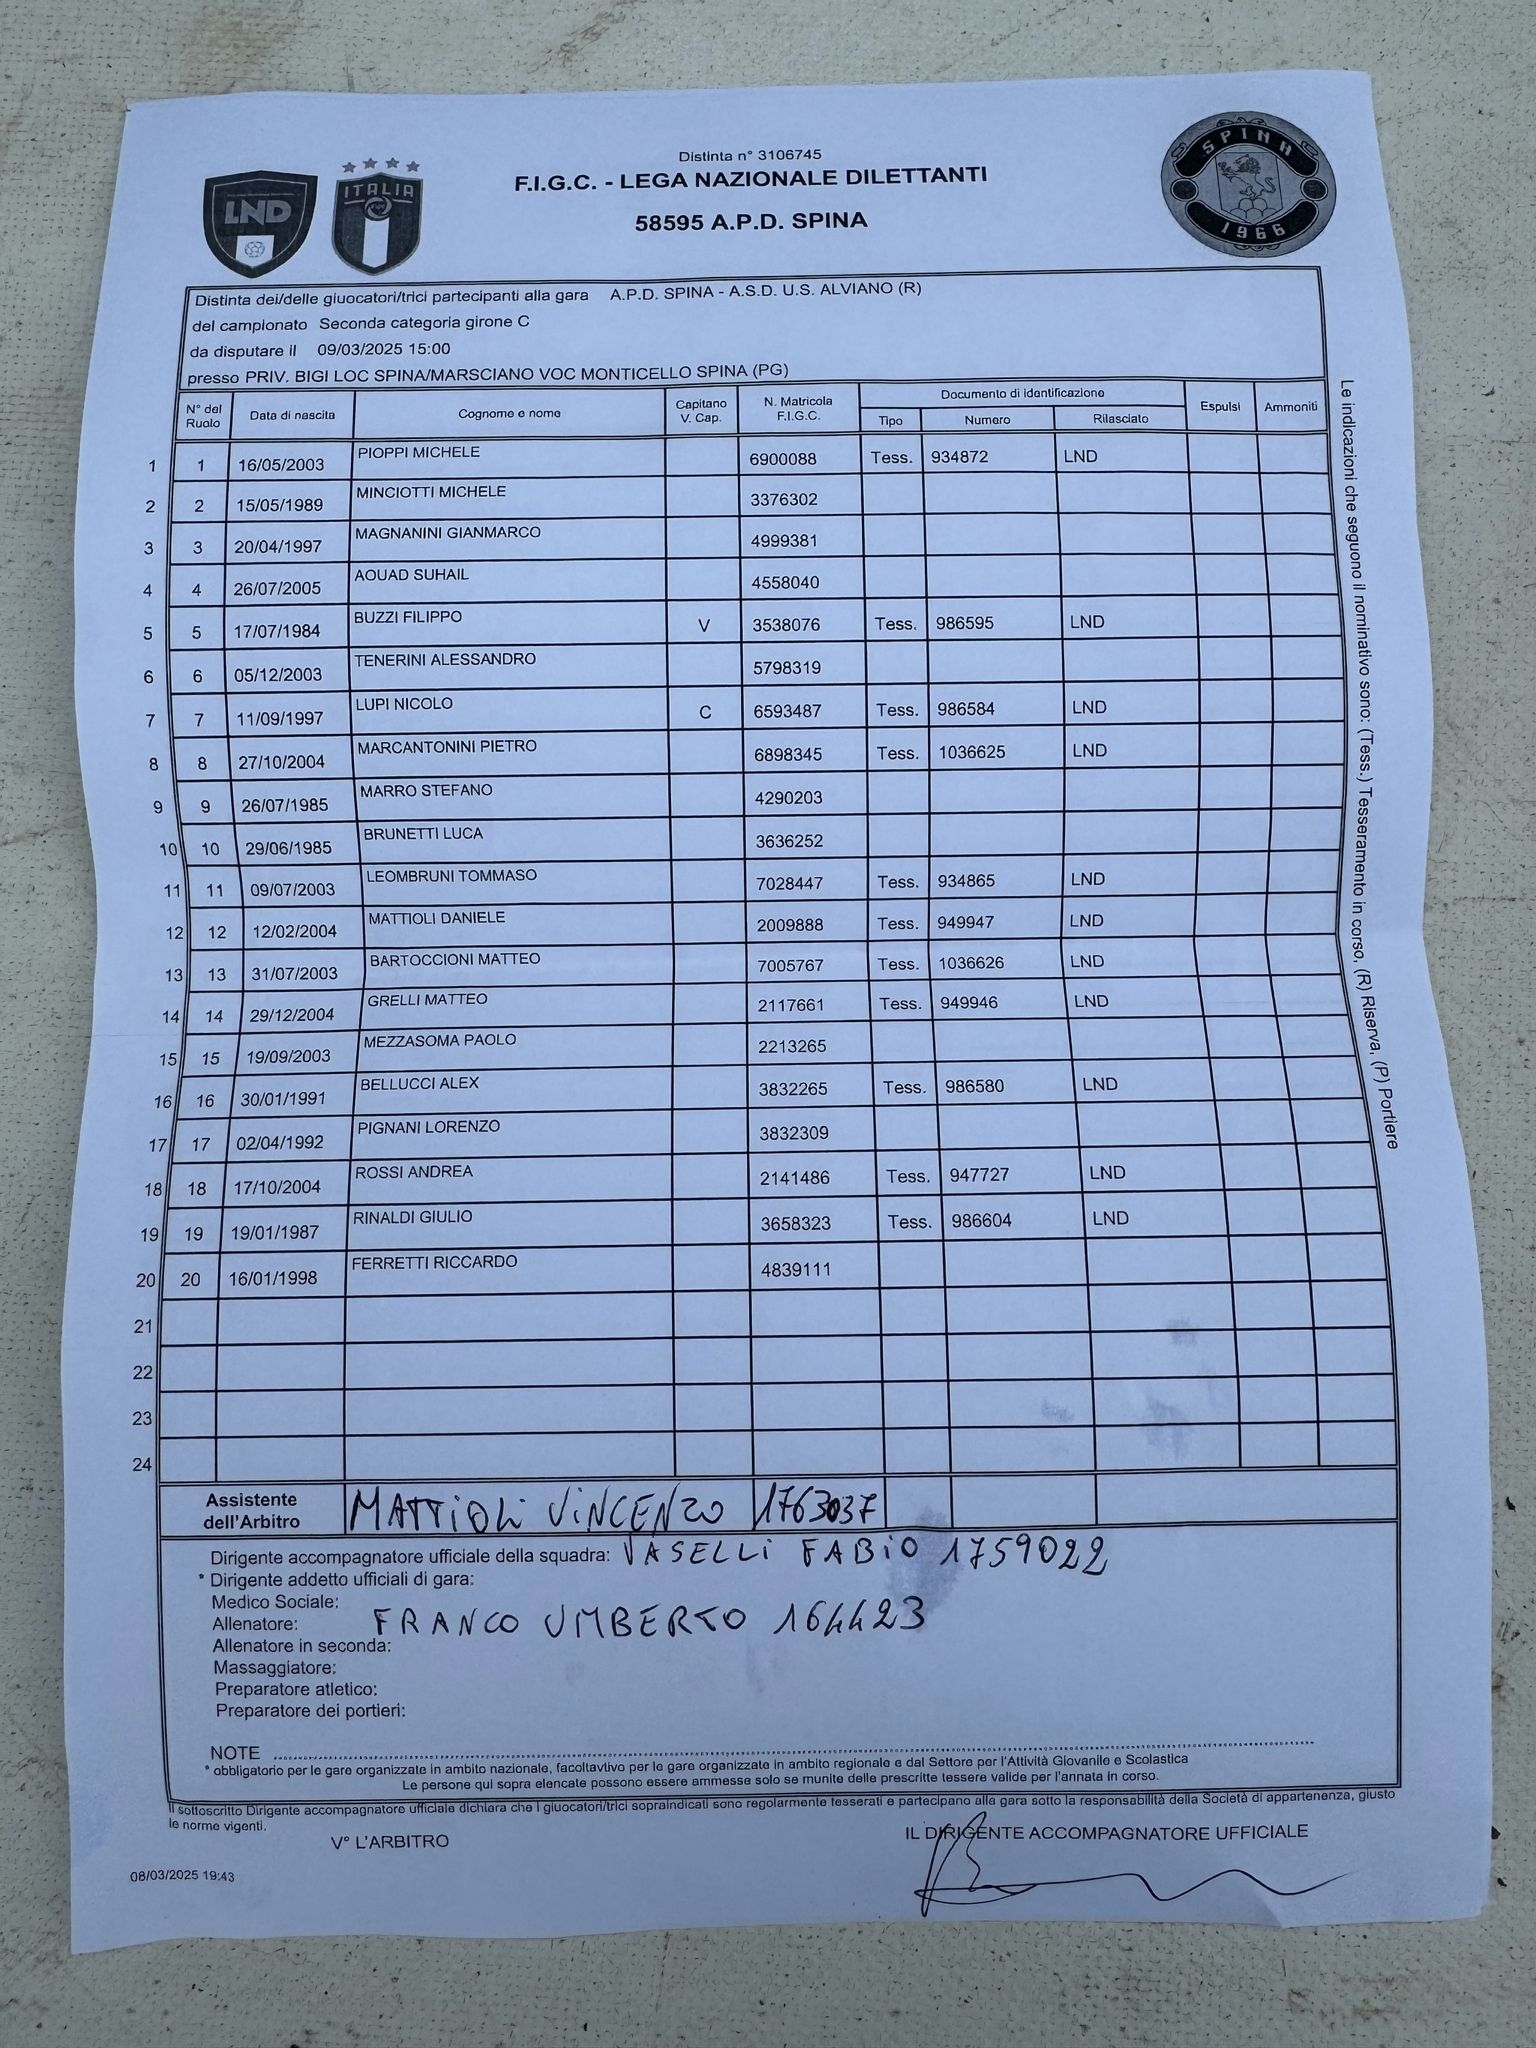 Distinta n° 3106745
F.I.G.C. - LEGA NAZIONALE DILETTANTI
58595 A.P.D. SPINA
LND
ITALIA
SPINA
1966
Distinta dei/delle giuocatori/trici partecipanti alla gara A.P.D. SPINA - A.S.D. U.S. ALVIANO (R)
del campionato Seconda categoria girone C
da disputare il 09/03/2025 15:00
presso PRIV. BIGI LOC SPINA/MARSCIANO VOC MONTICELLO SPINA (PG)
N° del Ruolo Data di nascita Cognome e nome Capitano V. Cap. N. Matricola F.I.G.C. Documento di identificazione Espulsi Ammoniti
Tipo Numero Rilasciato
1 1 16/05/2003 PIOPPI MICHELE 6900088 Tess. 934872 LND
2 2 15/05/1989 MINCIOTTI MICHELE 3376302
3 3 20/04/1997 MAGNANINI GIANMARCO 4999381
4 4 26/07/2005 AOUAD SUHAIL 4558040
5 5 17/07/1984 BUZZI FILIPPO V 3538076 Tess. 986595 LND
6 6 05/12/2003 TENERINI ALESSANDRO 5798319
7 7 11/09/1997 LUPI NICOLO C 6593487 Tess. 986584 LND
8 8 27/10/2004 MARCANTONINI PIETRO 6898345 Tess. 1036625 LND
9 9 26/07/1985 MARRO STEFANO 4290203
10 10 29/06/1985 BRUNETTI LUCA 3636252
11 11 09/07/2003 LEOMBRUNI TOMMASO 7028447 Tess. 934865 LND
12 12 12/02/2004 MATTIOLI DANIELE 2009888 Tess. 949947 LND
13 13 31/07/2003 BARTOCCIONI MATTEO 7005767 Tess. 1036626 LND
14 14 29/12/2004 GRELLI MATTEO 2117661 Tess. 949946 LND
15 15 19/09/2003 MEZZASOMA PAOLO 2213265
16 16 30/01/1991 BELLUCCI ALEX 3832265 Tess. 986580 LND
17 17 02/04/1992 PIGNANI LORENZO 3832309
18 18 17/10/2004 ROSSI ANDREA 2141486 Tess. 947727 LND
19 19 19/01/1987 RINALDI GIULIO 3658323 Tess. 986604 LND
20 20 16/01/1998 FERRETTI RICCARDO 4839111
21
22
23
24
Le indicazioni che seguono il nominativo sono: (Tess.) Tesseramento in corso, (R) Riserva, (P) Portiere
Assistente dell'Arbitro MATTIOLI VINCENZO 1763037
Dirigente accompagnatore ufficiale della squadra: VASELLI FABIO 1759022
* Dirigente addetto ufficiali di gara:
Medico Sociale:
Allenatore: FRANCO UMBERTO 164423
Allenatore in seconda:
Massaggiatore:
Preparatore atletico:
Preparatore dei portieri:
NOTE
* obbligatorio per le gare organizzate in ambito nazionale, facoltavtivo per le gare organizzate in ambito regionale e dal Settore per l'Attività Giovanile e Scolastica
Le persone qui sopra elencate possono essere ammesse solo se munite delle prescritte tessere valide per l'annata in corso.
Il sottoscritto Dirigente accompagnatore ufficiale dichiara che i giuocatori/trici sopraindicati sono regolarmente tesserati e partecipano alla gara sotto la responsabilità della Società di appartenenza, giusto
le norme vigenti.
V° L'ARBITRO
IL DIRIGENTE ACCOMPAGNATORE UFFICIALE
08/03/2025 19:43